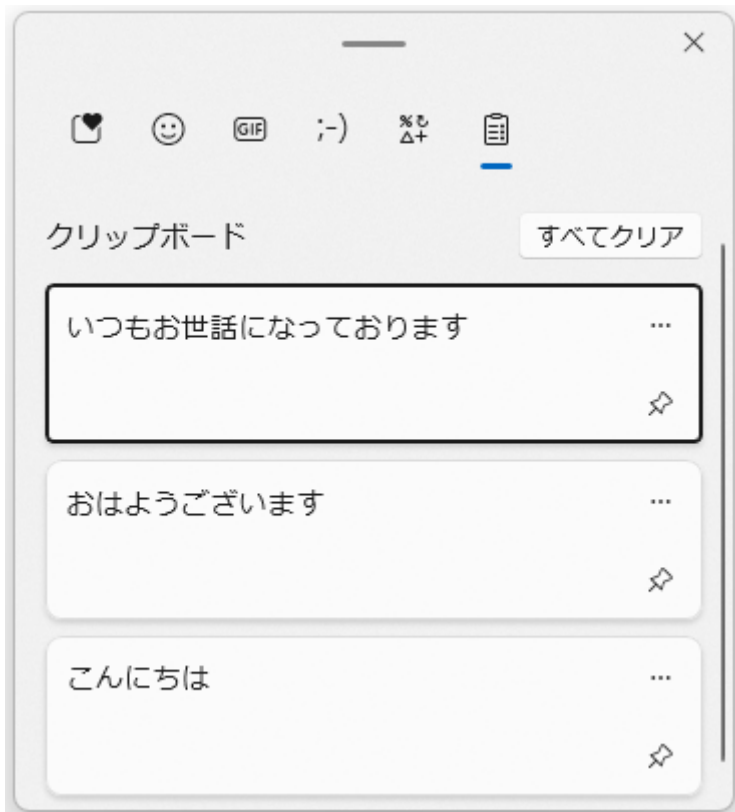 GIF
;-)
クリップボード
すべてクリア
いつもお世話になっております
おはようございます
こんにちは